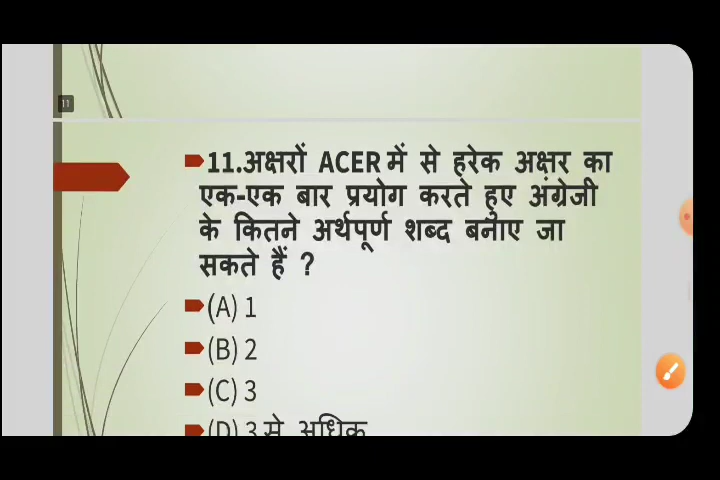 11
11.अक्षरों ACER में से हरेक अक्षर का
एक-एक बार प्रयोग करते हुए अंग्रेजी
के कितने अर्थपूर्ण शब्द बनाए जा
सकते हैं ?
(A) 1
(B) 2
(C) 3
(D) 3 से अधिक